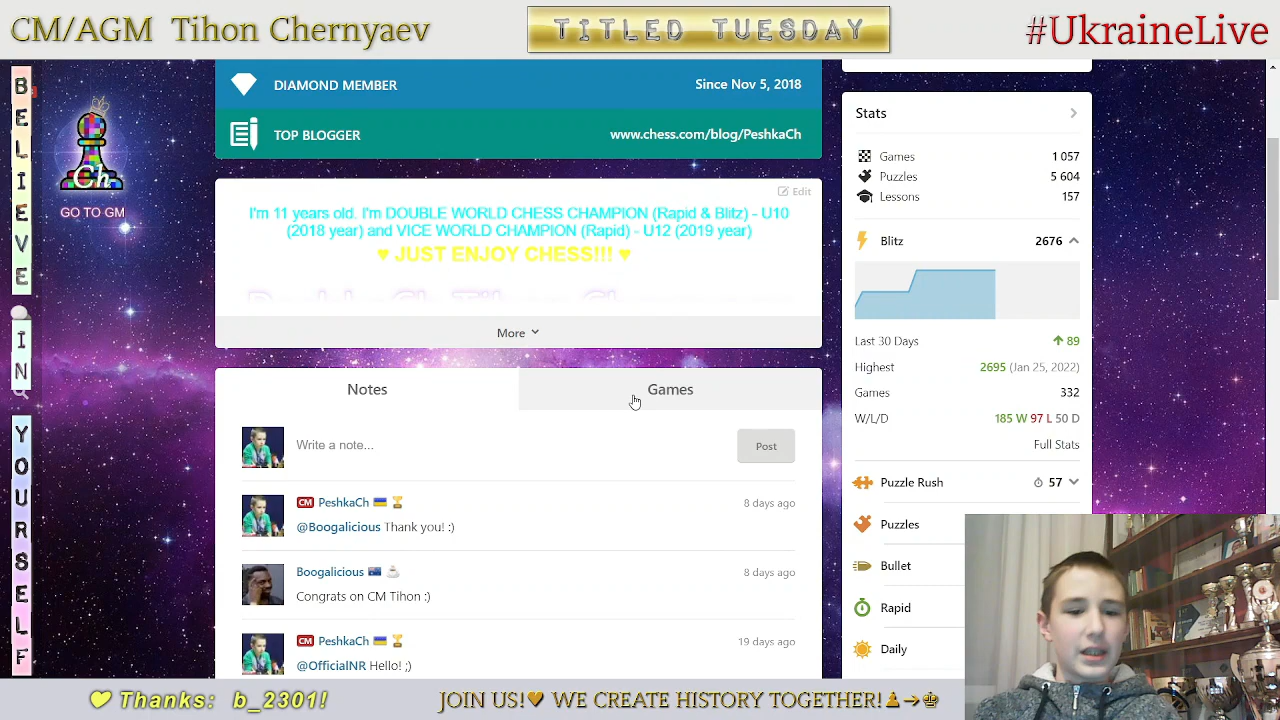 CM/AGM Tihon Chernyaev
TITLED TUESDAY
#UkraineLive
BELIEVE IN YOURSELF
Ch
GO TO GM
DIAMOND MEMBER
Since Nov 5, 2018
TOP BLOGGER
www.chess.com/blog/PeshkaCh
Edit
I'm 11 years old. I'm DOUBLE WORLD CHESS CHAMPION (Rapid & Blitz) - U10
(2018 year) and VICE WORLD CHAMPION (Rapid) - U12 (2019 year)
♥ JUST ENJOY CHESS!!! ♥
More
Notes
Games
Write a note...
Post
CM PeshkaCh
8 days ago
@Boogalicious Thank you! :)
Boogalicious
8 days ago
Congrats on CM Tihon :)
CM PeshkaCh
19 days ago
@OfficialNR Hello! ;)
Stats
Games 1 057
Puzzles 5 604
Lessons 157
Blitz 2676
Last 30 Days 89
Highest 2695 (Jan 25, 2022)
Games 332
W/L/D 185 W 97 L 50 D
Full Stats
Puzzle Rush 57
Puzzles
Bullet
Rapid
Daily
Thanks: b_2301!
JOIN US!♥ WE CREATE HISTORY TOGETHER!♟→♚